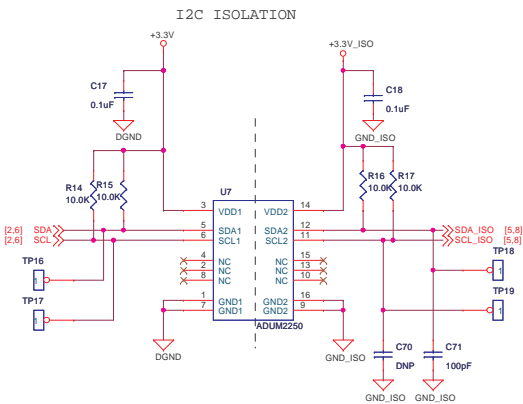 I2C ISOLATION
+3.3V
+3.3V_ISO
C17
0.1uF
DGND
C18
0.1uF
GND_ISO
R14
10.0K
R15
10.0K
R16
10.0K
R17
10.0K
U7
3 VDD1 VDD2 14
[2,6] SDA 5 SDA1 SDA2 12 SDA_ISO [5,8]
[2,6] SCL 6 SCL1 SCL2 11 SCL_ISO [5,8]
4 NC NC 15
2 NC NC 13
8 NC NC 10
1 GND1 GND2 16
7 GND1 GND2 9
ADUM2250
TP16
1
TP17
1
TP18
1
TP19
1
DGND
GND_ISO
C70
DNP
C71
100pF
GND_ISO
GND_ISO